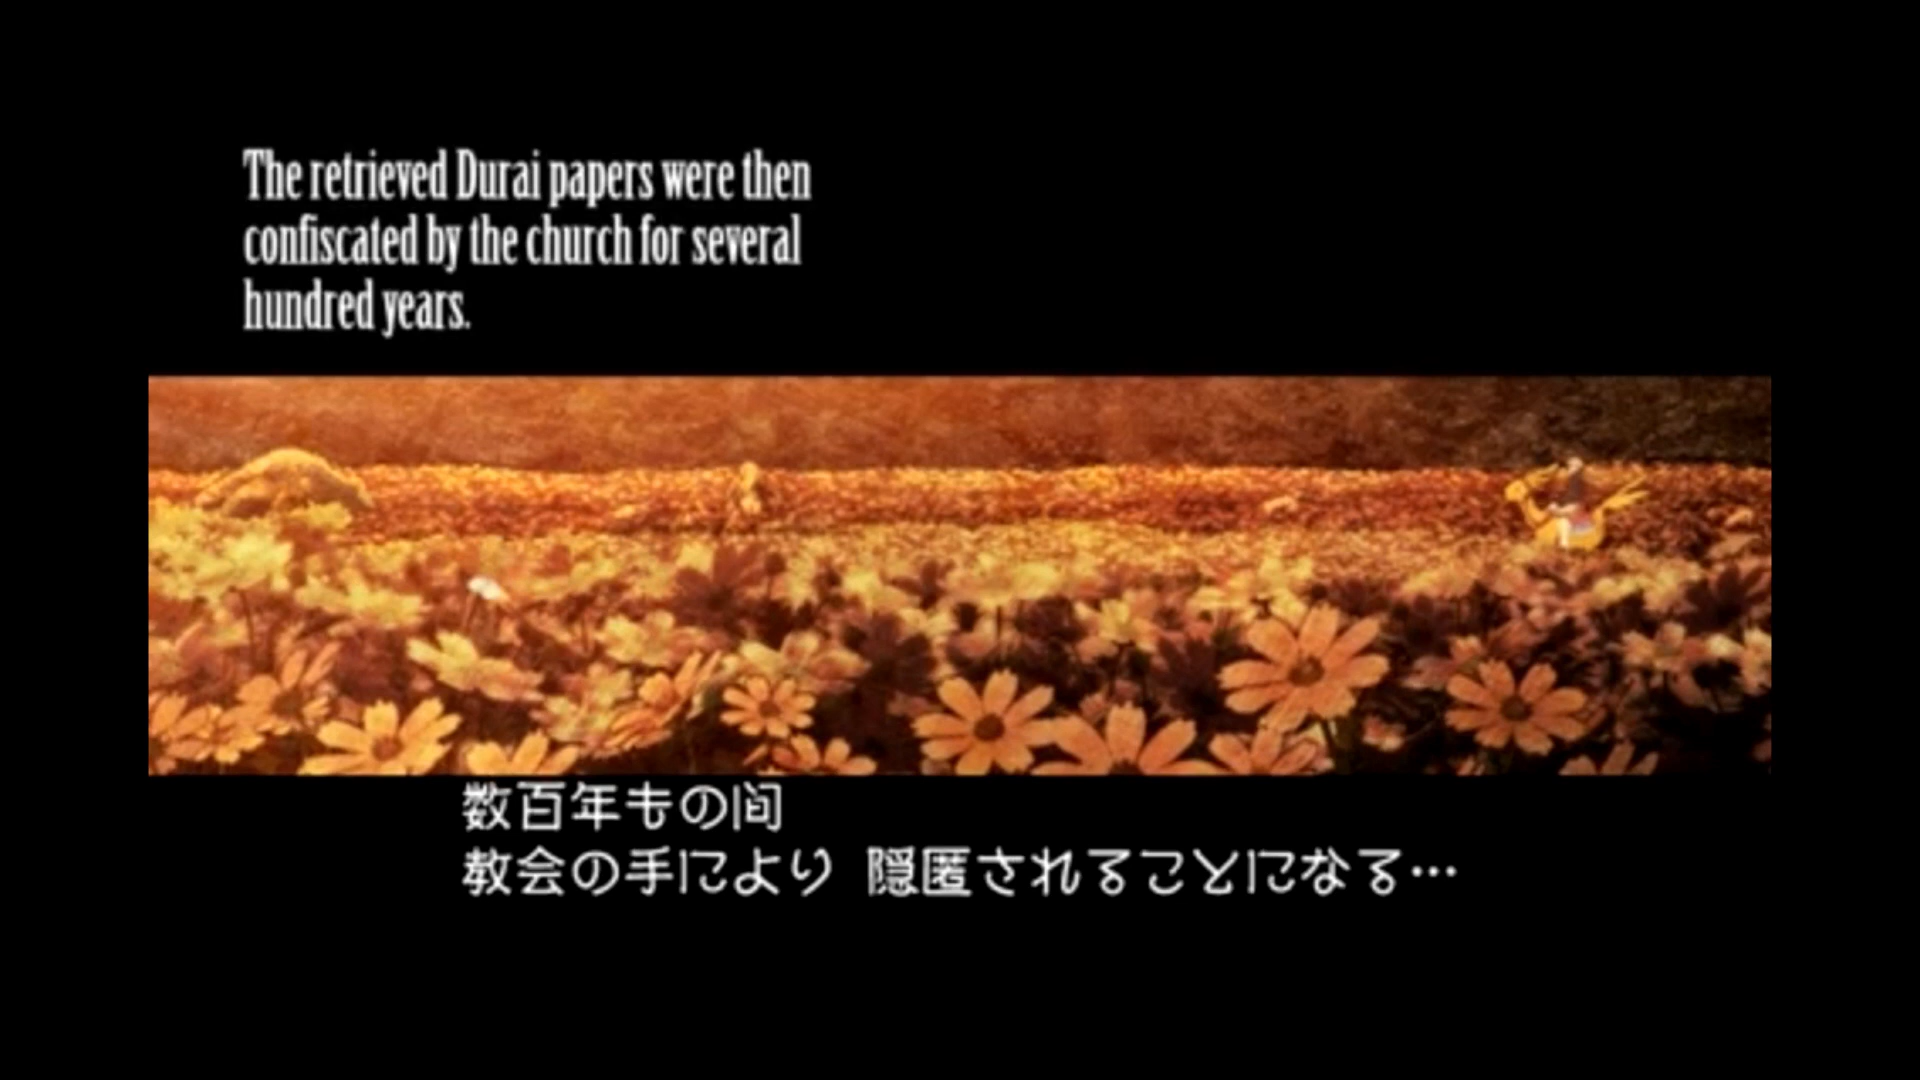 The retrieved Durai papers were then
confiscated by the church for several
hundred years.
数百年もの間
教会の手により 隠匿されることになる…